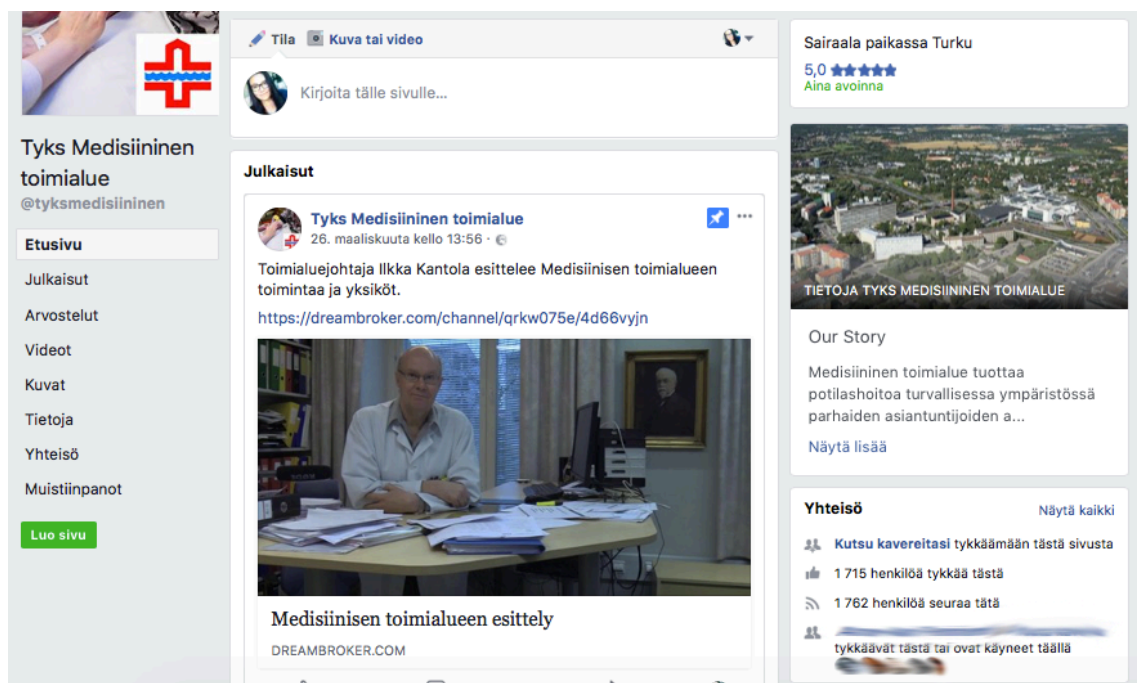 Tyks Medisiininen
toimialue
@tyksmedisiininen
Etusivu
Julkaisut
Arvostelut
Videot
Kuvat
Tietoja
Yhteisö
Muistiinpanot
Luo sivu
Tila Kuva tai video
Kirjoita tälle sivulle...
Julkaisut
Tyks Medisiininen toimialue
26. maaliskuuta kello 13:56 ·
Toimialuejohtaja Ilkka Kantola esittelee Medisiinisen toimialueen
toimintaa ja yksiköt.
https://dreambroker.com/channel/qrkw075e/4d66vyjn
Medisiinisen toimialueen esittely
DREAMBROKER.COM
Sairaala paikassa Turku
5,0 ★★★★★
Aina avoinna
TIETOJA TYKS MEDISIININEN TOIMIALUE
Our Story
Medisiininen toimialue tuottaa
potilashoitoa turvallisessa ympäristössä
parhaiden asiantuntijoiden a...
Näytä lisää
Yhteisö Näytä kaikki
Kutsu kavereitasi tykkäämään tästä sivusta
1 715 henkilöä tykkää tästä
1 762 henkilöä seuraa tätä
tykkäävät tästä tai ovat käyneet täällä